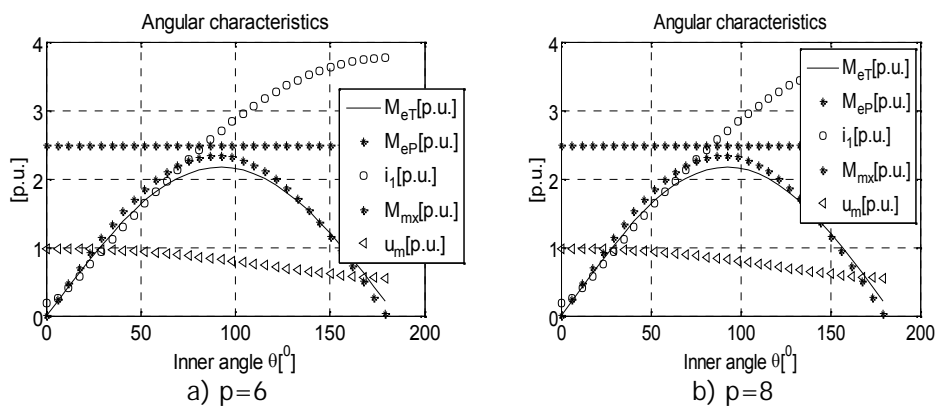 Angular characteristics
4
3
2
1
0
[p.u.]
0
50
100
150
200
Inner angle θ[⁰]
M_eT[p.u.]
M_eP[p.u.]
i_1[p.u.]
M_mx[p.u.]
u_m[p.u.]
a) p=6
Angular characteristics
4
3
2
1
0
[p.u.]
0
50
100
150
200
Inner angle θ[⁰]
M_eT[p.u.]
M_eP[p.u.]
i_1[p.u.]
M_mx[p.u.]
u_m[p.u.]
b) p=8